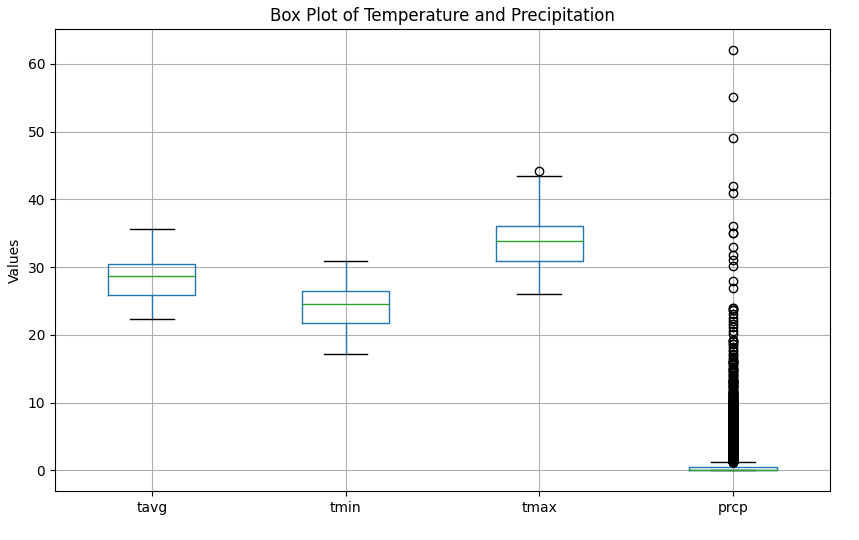 Box Plot of Temperature and Precipitation
Values
60
50
40
30
20
10
0
tavg tmin tmax prcp